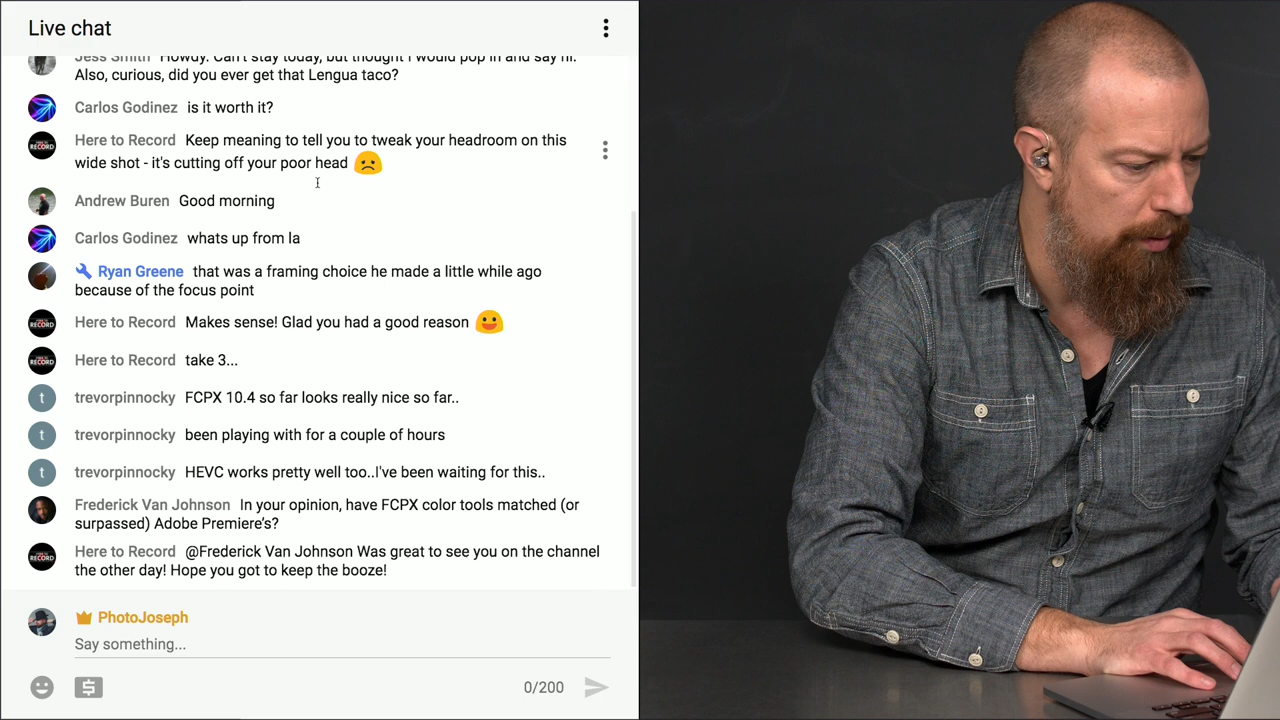 Live chat
Jess Smith Howdy. Can't stay today, but thought I would pop in and say hi.
Also, curious, did you ever get that Lengua taco?
Carlos Godinez is it worth it?
Here to Record Keep meaning to tell you to tweak your headroom on this
wide shot - it's cutting off your poor head
Andrew Buren Good morning
Carlos Godinez whats up from la
Ryan Greene that was a framing choice he made a little while ago
because of the focus point
Here to Record Makes sense! Glad you had a good reason
Here to Record take 3...
t trevorpinnocky FCPX 10.4 so far looks really nice so far..
t trevorpinnocky been playing with for a couple of hours
t trevorpinnocky HEVC works pretty well too..I've been waiting for this..
Frederick Van Johnson In your opinion, have FCPX color tools matched (or
surpassed) Adobe Premiere's?
Here to Record @Frederick Van Johnson Was great to see you on the channel
the other day! Hope you got to keep the booze!
PhotoJoseph
Say something...
0/200